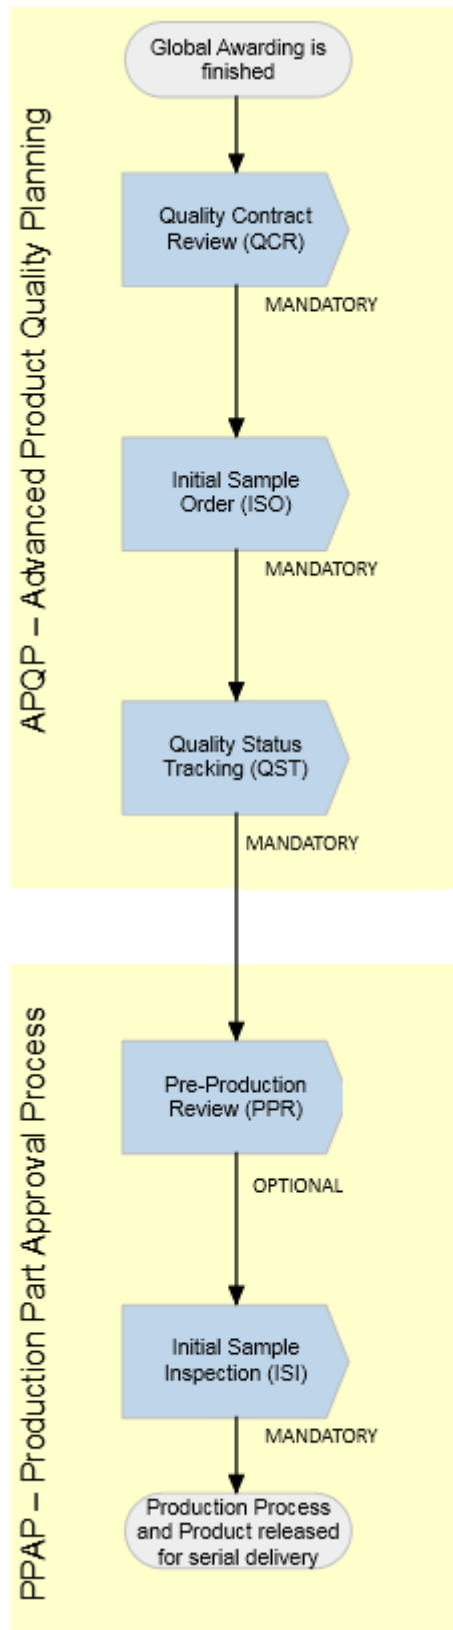 APQP – Advanced Product Quality Planning
Global Awarding is
finished
Quality Contract
Review (QCR)
MANDATORY
Initial Sample
Order (ISO)
MANDATORY
Quality Status
Tracking (QST)
MANDATORY
PPAP – Production Part Approval Process
Pre-Production
Review (PPR)
OPTIONAL
Initial Sample
Inspection (ISI)
MANDATORY
Production Process
and Product released
for serial delivery